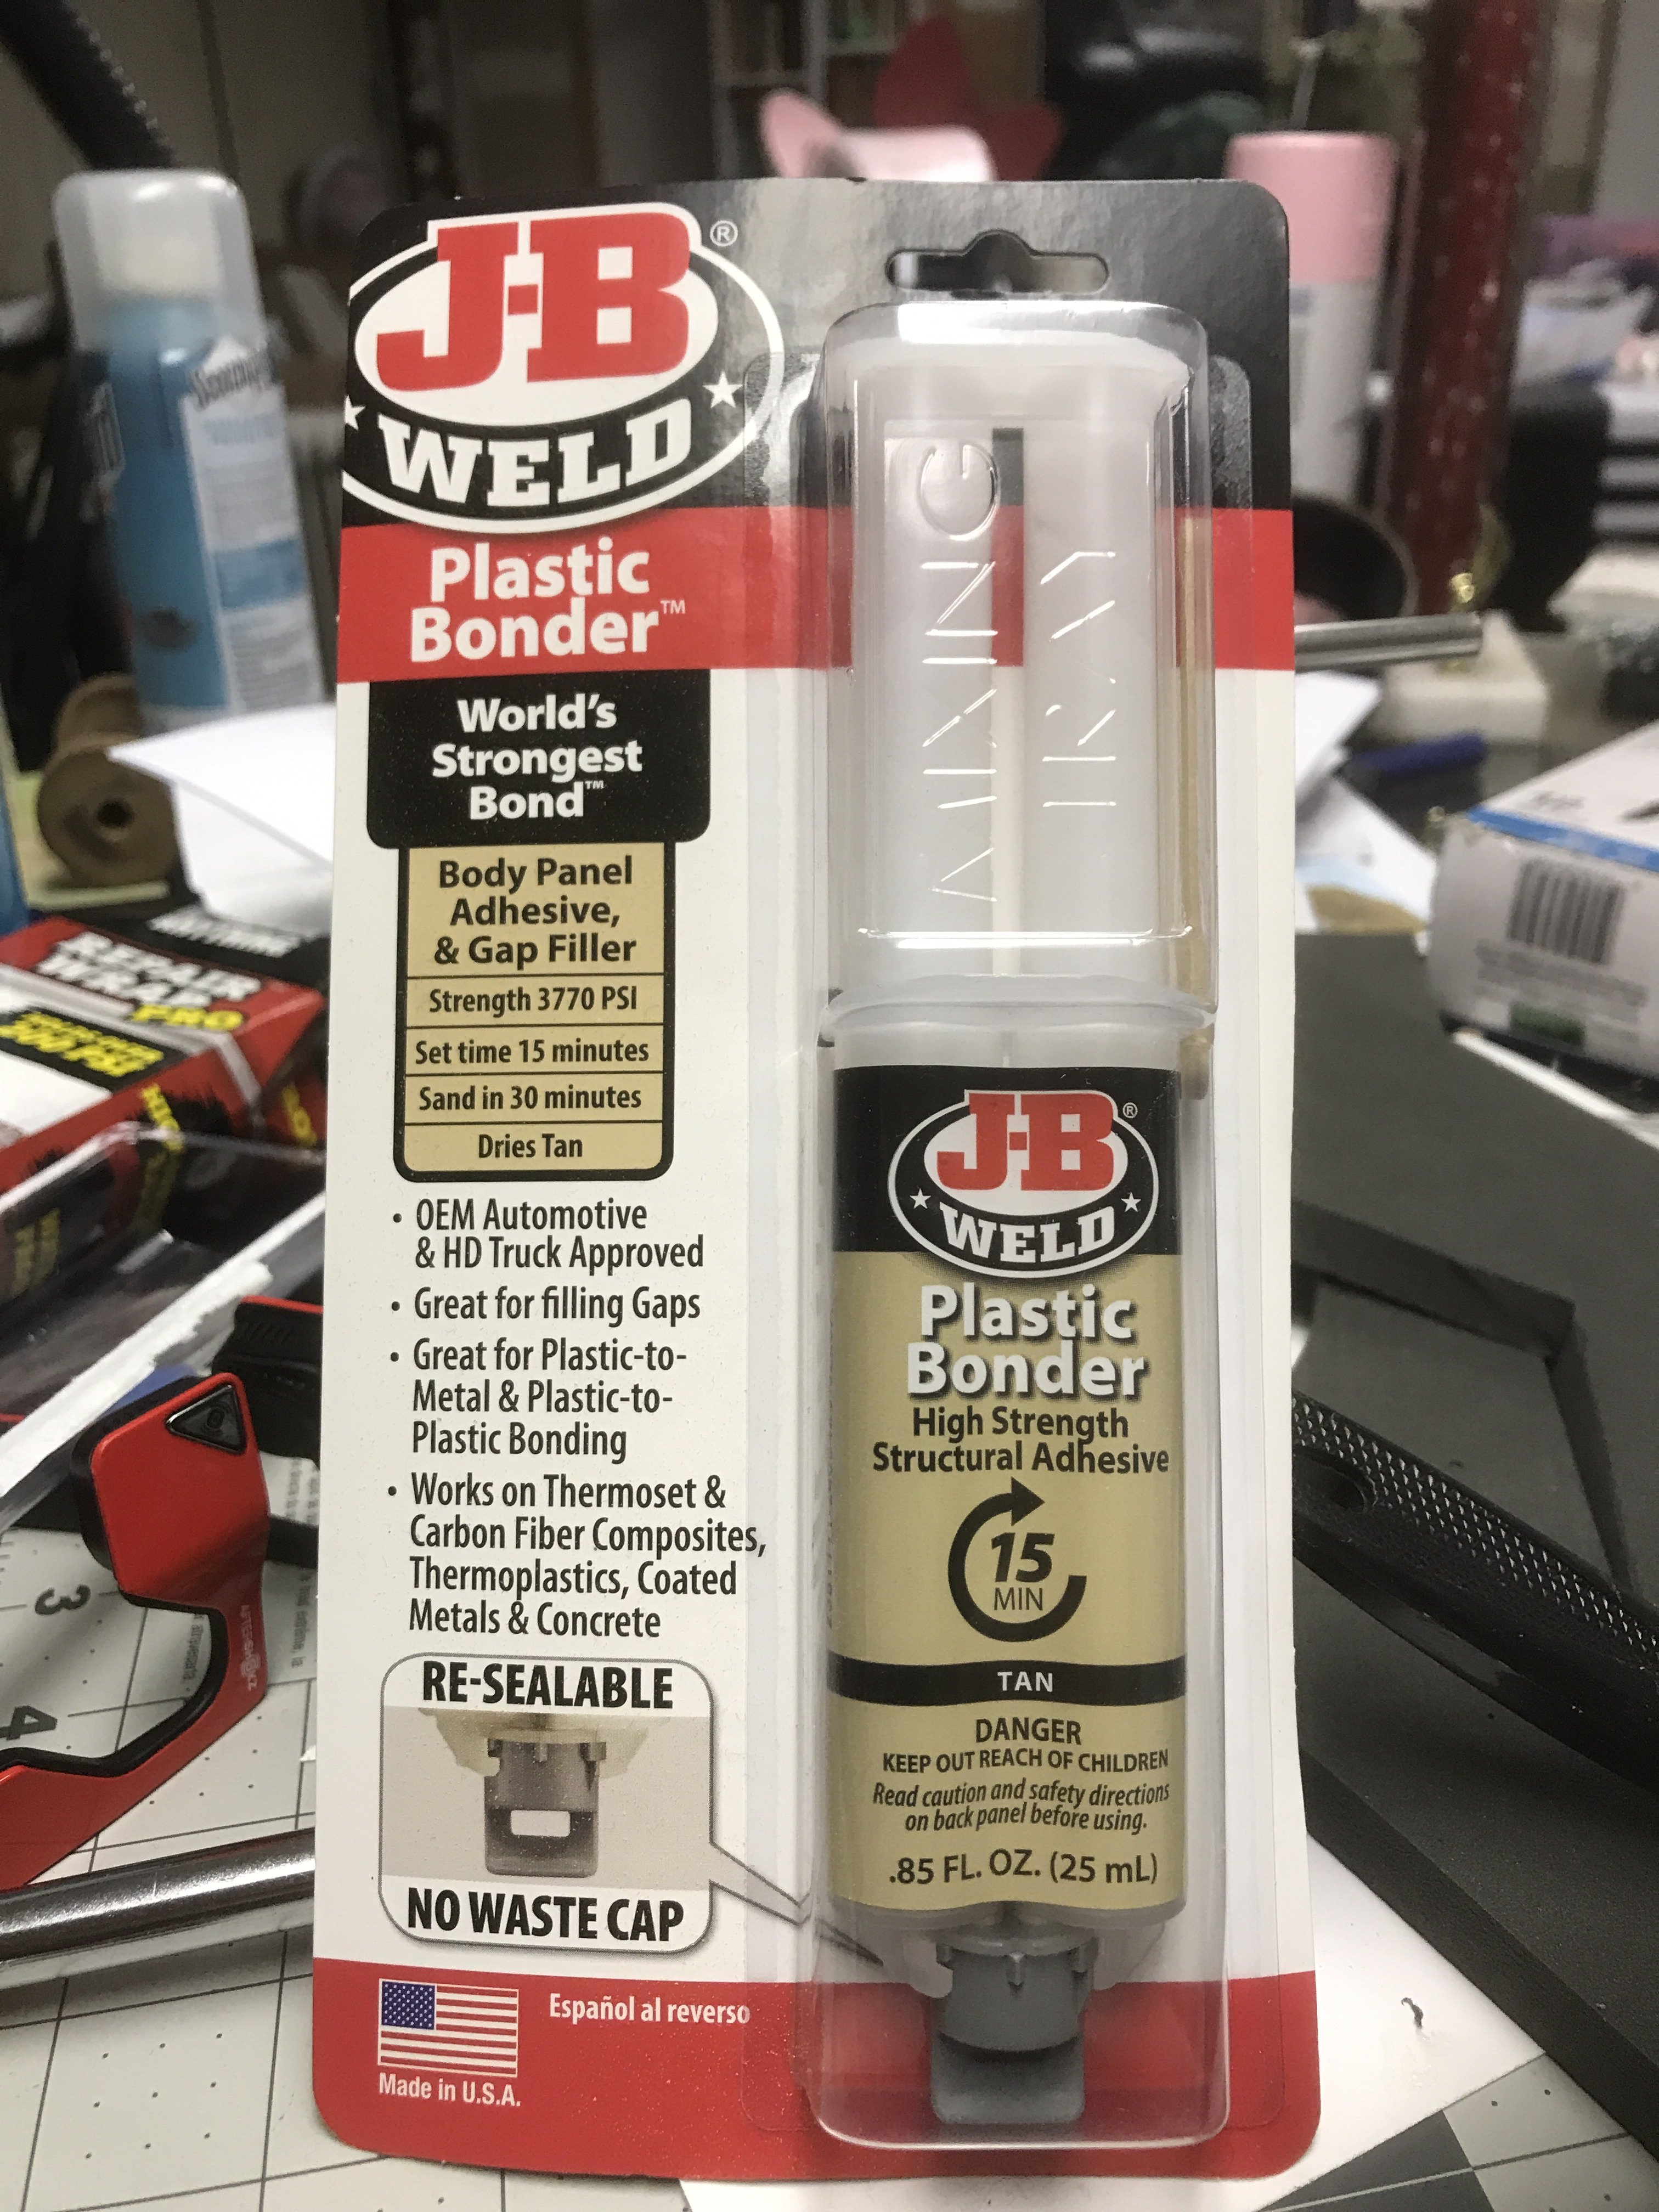 J-B®
WELD
Plastic
Bonder™
World's
Strongest
Bond™
Body Panel
Adhesive,
& Gap Filler
Strength 3770 PSI
Set time 15 minutes
Sand in 30 minutes
Dries Tan
• OEM Automotive
& HD Truck Approved
• Great for filling Gaps
• Great for Plastic-to-
Metal & Plastic-to-
Plastic Bonding
• Works on Thermoset &
Carbon Fiber Composites,
Thermoplastics, Coated
Metals & Concrete
RE-SEALABLE
NO WASTE CAP
Made in U.S.A.
Español al reverso
MIXING
TRAY
J-B®
WELD
Plastic
Bonder
High Strength
Structural Adhesive
15
MIN
TAN
DANGER
KEEP OUT REACH OF CHILDREN
Read caution and safety directions
on back panel before using.
.85 FL. OZ. (25 mL)
REPAIR
WRAP
PRO
3
4